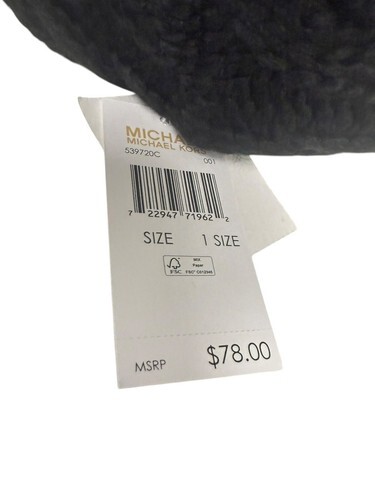 MICHA
MICHAEL KORS
539720C 001
7 22947 71962 2
SIZE 1 SIZE
FSC
MIX
Paper
MSRP $78.00